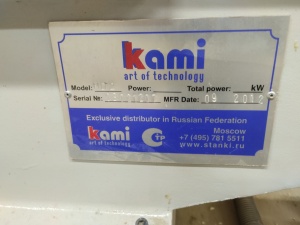 kami
art of technology
Model: Power: Total power: kW
Serial №: MFR Date: 09 2012
Exclusive distributor in Russian Federation
kami
art of technology
Moscow
+7 (495) 781 5511
www.stanki.ru